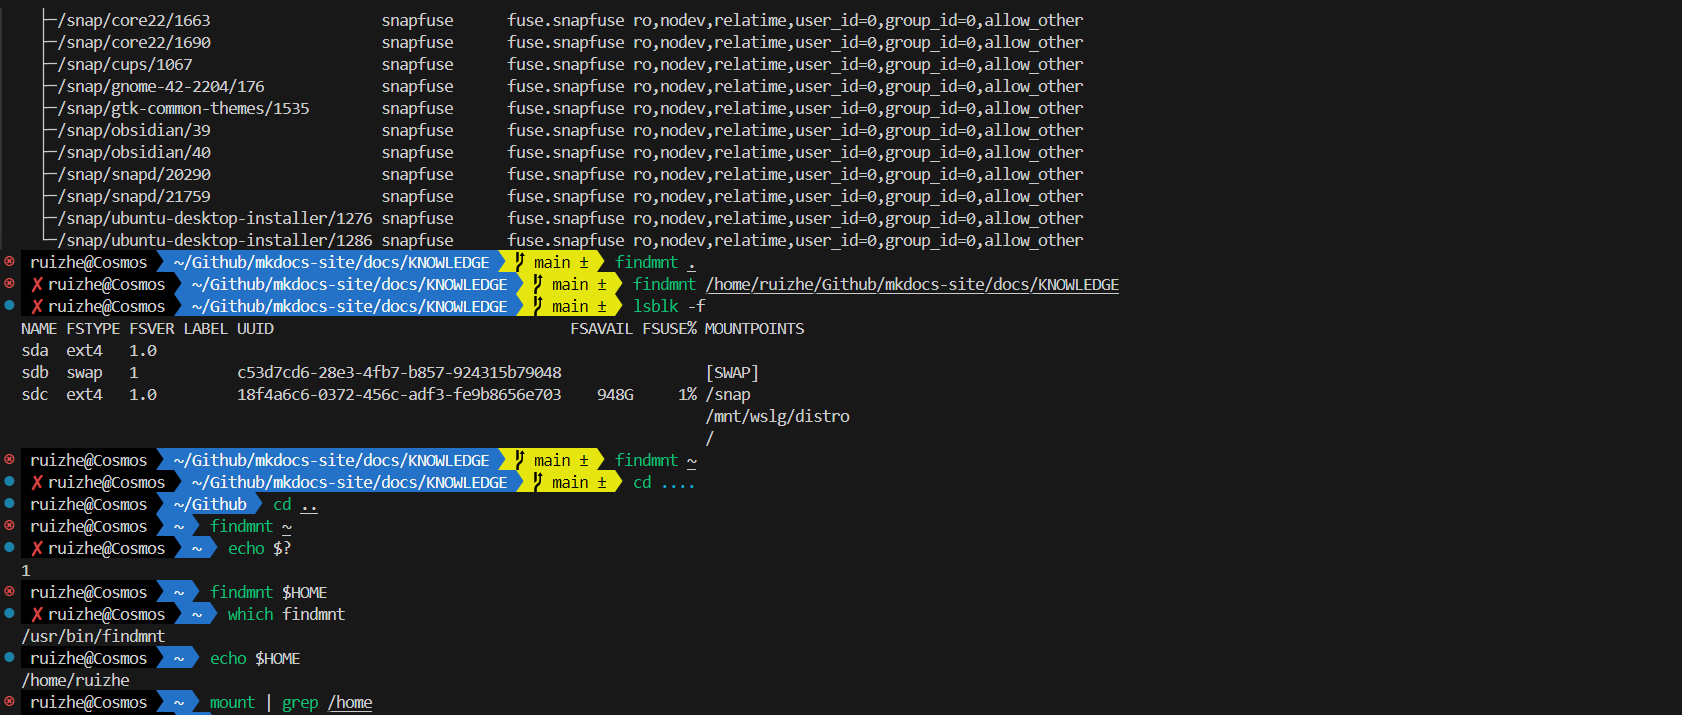 ├─/snap/core22/1663 snapfuse fuse.snapfuse ro,nodev,relatime,user_id=0,group_id=0,allow_other
├─/snap/core22/1690 snapfuse fuse.snapfuse ro,nodev,relatime,user_id=0,group_id=0,allow_other
├─/snap/cups/1067 snapfuse fuse.snapfuse ro,nodev,relatime,user_id=0,group_id=0,allow_other
├─/snap/gnome-42-2204/176 snapfuse fuse.snapfuse ro,nodev,relatime,user_id=0,group_id=0,allow_other
├─/snap/gtk-common-themes/1535 snapfuse fuse.snapfuse ro,nodev,relatime,user_id=0,group_id=0,allow_other
├─/snap/obsidian/39 snapfuse fuse.snapfuse ro,nodev,relatime,user_id=0,group_id=0,allow_other
├─/snap/obsidian/40 snapfuse fuse.snapfuse ro,nodev,relatime,user_id=0,group_id=0,allow_other
├─/snap/snapd/20290 snapfuse fuse.snapfuse ro,nodev,relatime,user_id=0,group_id=0,allow_other
├─/snap/snapd/21759 snapfuse fuse.snapfuse ro,nodev,relatime,user_id=0,group_id=0,allow_other
├─/snap/ubuntu-desktop-installer/1276 snapfuse fuse.snapfuse ro,nodev,relatime,user_id=0,group_id=0,allow_other
└─/snap/ubuntu-desktop-installer/1286 snapfuse fuse.snapfuse ro,nodev,relatime,user_id=0,group_id=0,allow_other
ruizhe@Cosmos ~/Github/mkdocs-site/docs/KNOWLEDGE main ± findmnt .
✗ ruizhe@Cosmos ~/Github/mkdocs-site/docs/KNOWLEDGE main ± findmnt /home/ruizhe/Github/mkdocs-site/docs/KNOWLEDGE
✗ ruizhe@Cosmos ~/Github/mkdocs-site/docs/KNOWLEDGE main ± lsblk -f
NAME FSTYPE FSVER LABEL UUID FSAVAIL FSUSE% MOUNTPOINTS
sda ext4 1.0
sdb swap 1 c53d7cd6-28e3-4fb7-b857-924315b79048 [SWAP]
sdc ext4 1.0 18f4a6c6-0372-456c-adf3-fe9b8656e703 948G 1% /snap
/mnt/wslg/distro
/
ruizhe@Cosmos ~/Github/mkdocs-site/docs/KNOWLEDGE main ± findmnt ~
✗ ruizhe@Cosmos ~/Github/mkdocs-site/docs/KNOWLEDGE main ± cd ....
ruizhe@Cosmos ~/Github cd ..
ruizhe@Cosmos ~ findmnt ~
✗ ruizhe@Cosmos ~ echo $?
1
ruizhe@Cosmos ~ findmnt $HOME
✗ ruizhe@Cosmos ~ which findmnt
/usr/bin/findmnt
ruizhe@Cosmos ~ echo $HOME
/home/ruizhe
ruizhe@Cosmos ~ mount | grep /home